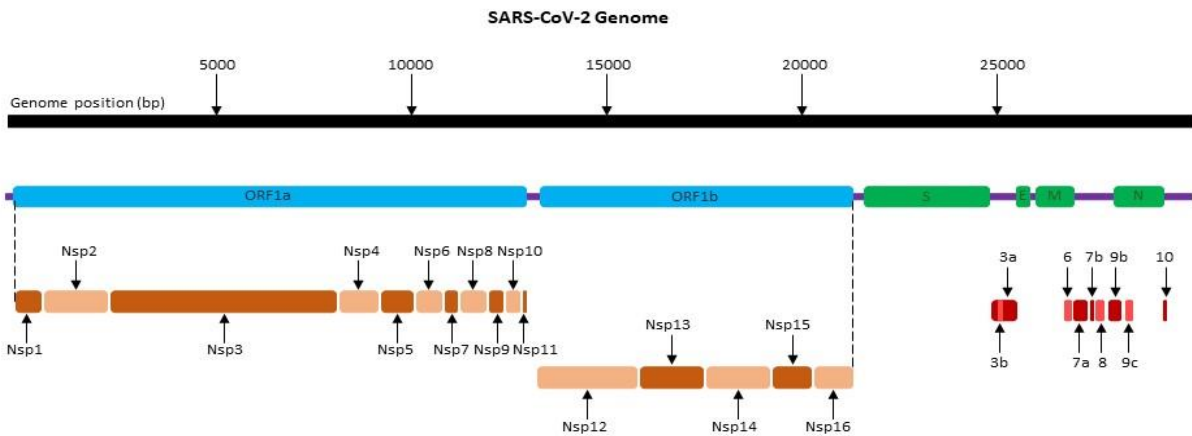 SARS-CoV-2 Genome
5000 10000 15000 20000 25000
Genome position (bp)
ORF1a ORF1b S E M N
Nsp2 Nsp4 Nsp6 Nsp8 Nsp10 3a 6 7b 9b 10
Nsp1 Nsp3 Nsp5 Nsp7 Nsp9 Nsp11 Nsp13 Nsp15 3b 7a 8 9c
Nsp12 Nsp14 Nsp16